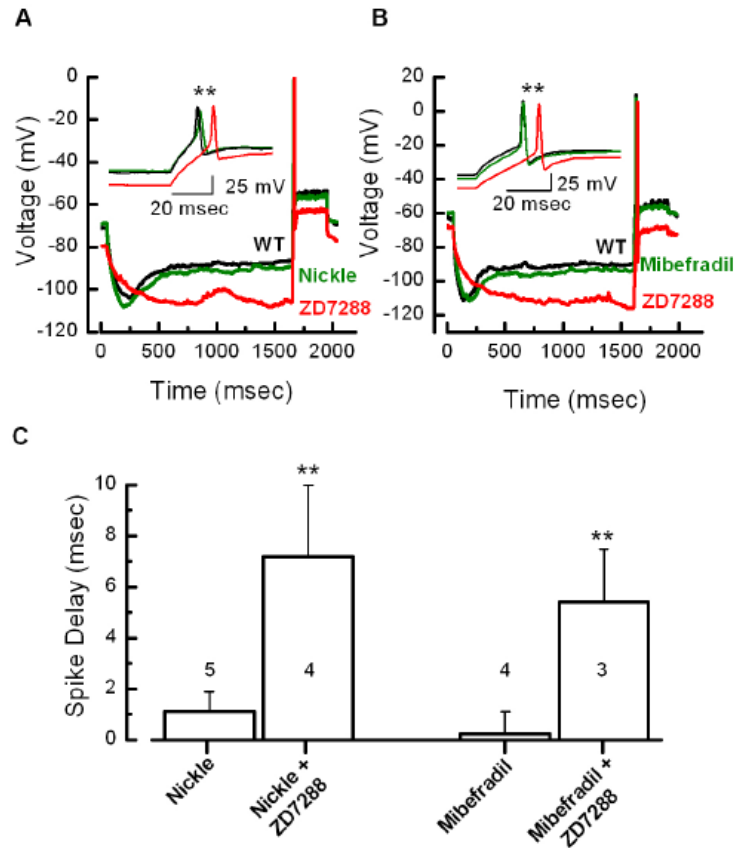 A
B
0
-20
-40
-60
-80
-100
-120
Voltage (mV)
**
25 mV
20 msec
WT
Nickle
ZD7288
0 500 1000 1500 2000
Time (msec)
20
0
-20
-40
-60
-80
-100
-120
Voltage (mV)
**
25 mV
20 msec
WT
Mibefradil
ZD7288
0 500 1000 1500 2000
Time (msec)
C
10
8
6
4
2
0
Spike Delay (msec)
**
**
5
4
4
3
Nickle
Nickle +
ZD7288
Mibefradil
Mibefradil +
ZD7288